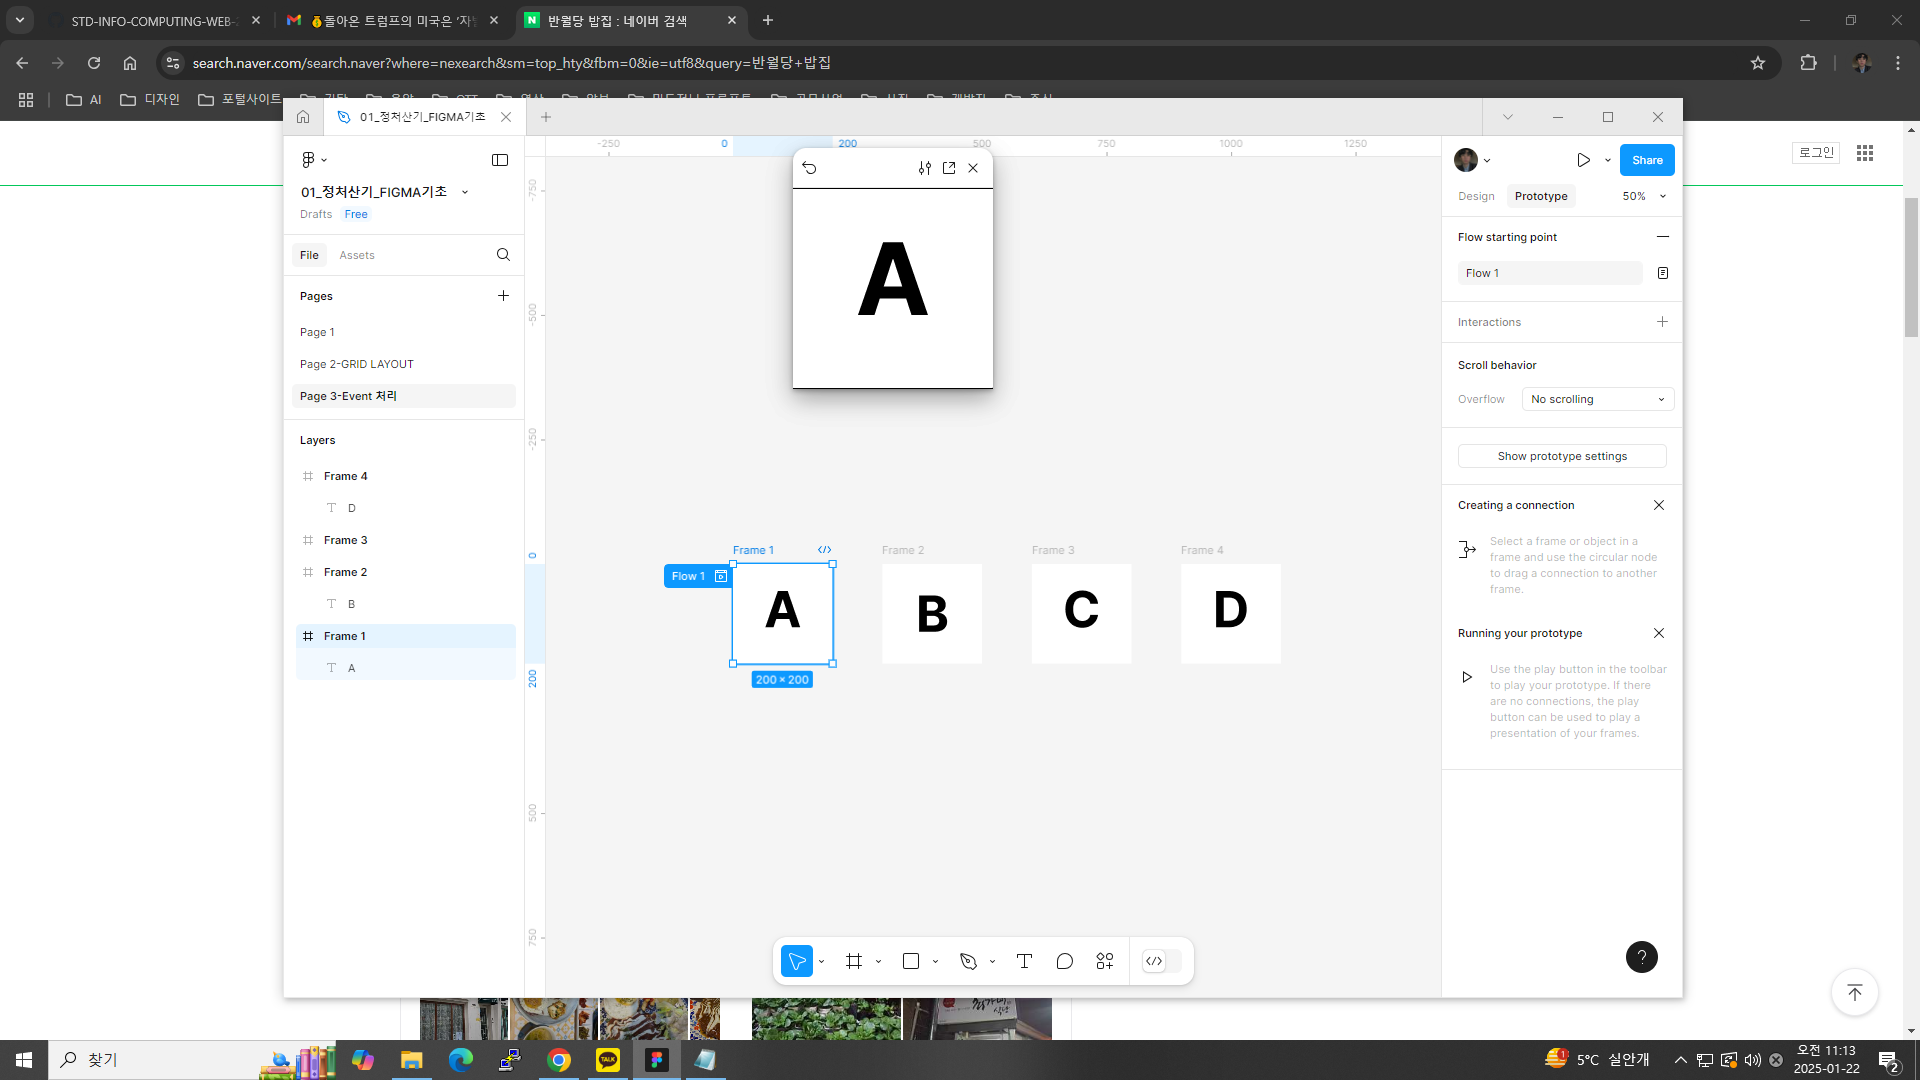 STD-INFO-COMPUTING-WEB-
💰돌아온 트럼프의 미국은 '자
반월당 밥집 : 네이버 검색
search.naver.com/search.naver?where=nexearch&sm=top_hty&fbm=0&ie=utf8&query=반월당+밥집
AI
디자인
포털사이트
로그인
01_정처산기_FIGMA기초
-250
0
200
500
750
1000
1250
01_정처산기_FIGMA기초
Drafts Free
File Assets
Pages
Page 1
Page 2-GRID LAYOUT
Page 3-Event 처리
Layers
Frame 4
D
Frame 3
Frame 2
B
Frame 1
A
-750
-500
-250
0
200
500
750
A
Frame 1
Frame 2
Frame 3
Frame 4
Flow 1
A
B
C
D
200 × 200
Share
Design Prototype 50%
Flow starting point
Flow 1
Interactions
Scroll behavior
Overflow No scrolling
Show prototype settings
Creating a connection
Select a frame or object in a
frame and use the circular node
to drag a connection to another
frame.
Running your prototype
Use the play button in the toolbar
to play your prototype. If there
are no connections, the play
button can be used to play a
presentation of your frames.
?
찾기
TALK
1
5°C 실안개
오전 11:13
2025-01-22
2